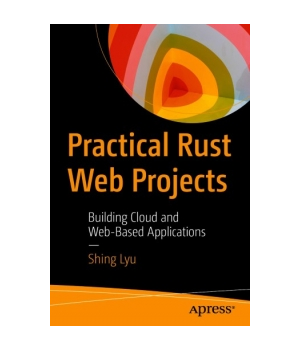 Practical Rust
Web Projects
Building Cloud and
Web-Based Applications
—
Shing Lyu
Apress®